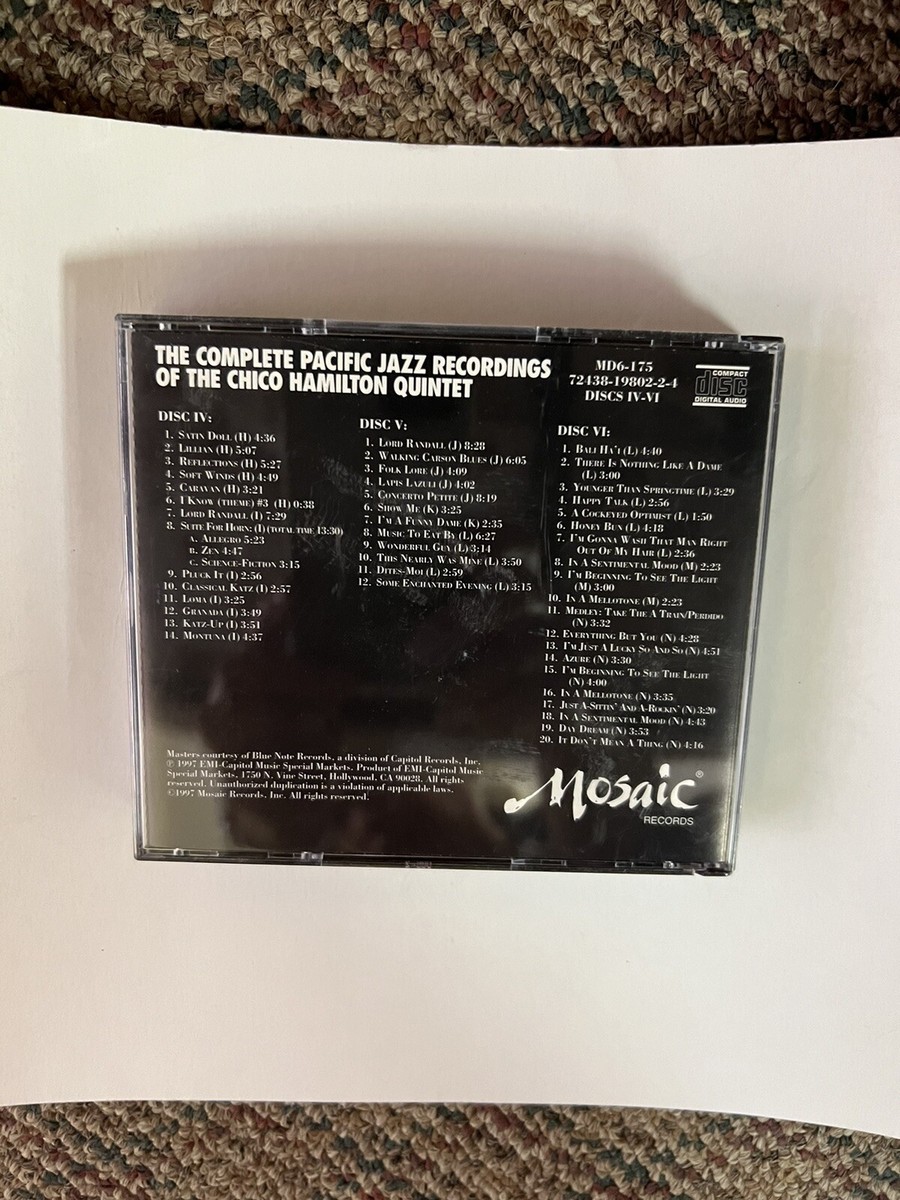 THE COMPLETE PACIFIC JAZZ RECORDINGS
OF THE CHICO HAMILTON QUINTET
MD6-175
72438-19802-2-4
DISCS IV-VI
COMPACT
disc
DIGITAL AUDIO
DISC IV:
1. SATIN DOLL (H) 4:36
2. LILLIAN (H) 5:07
3. REFLECTIONS (H) 5:27
4. SOFT WINDS (H) 4:49
5. CARAVAN (H) 3:21
6. I KNOW (THEME) #3 (H) 0:38
7. LORD RANDALL (I) 7:29
8. SUITE FOR HORN: (I) (TOTAL TIME 13:30)
A. ALLEGRO 5:23
B. ZEN 4:47
C. SCIENCE-FICTION 3:15
9. PLUCK IT (I) 2:56
10. CLASSICAL KATZ (I) 2:57
11. LOMA (I) 3:25
12. GRANADA (I) 3:49
13. KATZ-UP (I) 3:51
14. MONTUNA (I) 4:37
DISC V:
1. LORD RANDALL (J) 8:28
2. WALKING CARSON BLUES (J) 6:05
3. FOLK LORE (J) 4:09
4. LAPIS LAZULI (J) 4:02
5. CONCERTO PETITE (J) 8:19
6. SHOW ME (K) 3:25
7. I'M A FUNNY DAME (K) 2:35
8. MUSIC TO EAT BY (L) 6:27
9. WONDERFUL GUY (L) 3:14
10. THIS NEARLY WAS MINE (L) 3:50
11. DITES-MOI (L) 2:59
12. SOME ENCHANTED EVENING (L) 3:15
DISC VI:
1. BALI HA'I (L) 4:40
2. THERE IS NOTHING LIKE A DAME
(L) 3:00
3. YOUNGER THAN SPRINGTIME (L) 3:29
4. HAPPY TALK (L) 2:56
5. A COCKEYED OPTIMIST (L) 1:50
6. HONEY BUN (L) 4:18
7. I'M GONNA WASH THAT MAN RIGHT
OUT OF MY HAIR (L) 2:36
8. IN A SENTIMENTAL MOOD (M) 2:23
9. I'M BEGINNING TO SEE THE LIGHT
(M) 3:00
10. IN A MELLOTONE (M) 2:23
11. MEDLEY: TAKE THE A TRAIN/PERDIDO
(N) 3:32
12. EVERYTHING BUT YOU (N) 4:28
13. I'M JUST A LUCKY SO AND SO (N) 4:51
14. AZURE (N) 3:30
15. I'M BEGINNING TO SEE THE LIGHT
(N) 4:00
16. IN A MELLOTONE (N) 3:35
17. JUST A-SITTIN' AND A-ROCKIN' (N) 3:20
18. IN A SENTIMENTAL MOOD (N) 4:43
19. DAY DREAM (N) 3:53
20. IT DON'T MEAN A THING (N) 4:16
Masters courtesy of Blue Note Records, a division of Capitol Records, Inc.
℗ 1997 EMI-Capitol Music Special Markets. Product of EMI-Capitol Music
Special Markets, 1750 N. Vine Street, Hollywood, CA 90028. All rights
reserved. Unauthorized duplication is a violation of applicable laws.
©1997 Mosaic Records, Inc. All rights reserved.
Mosaic®
RECORDS